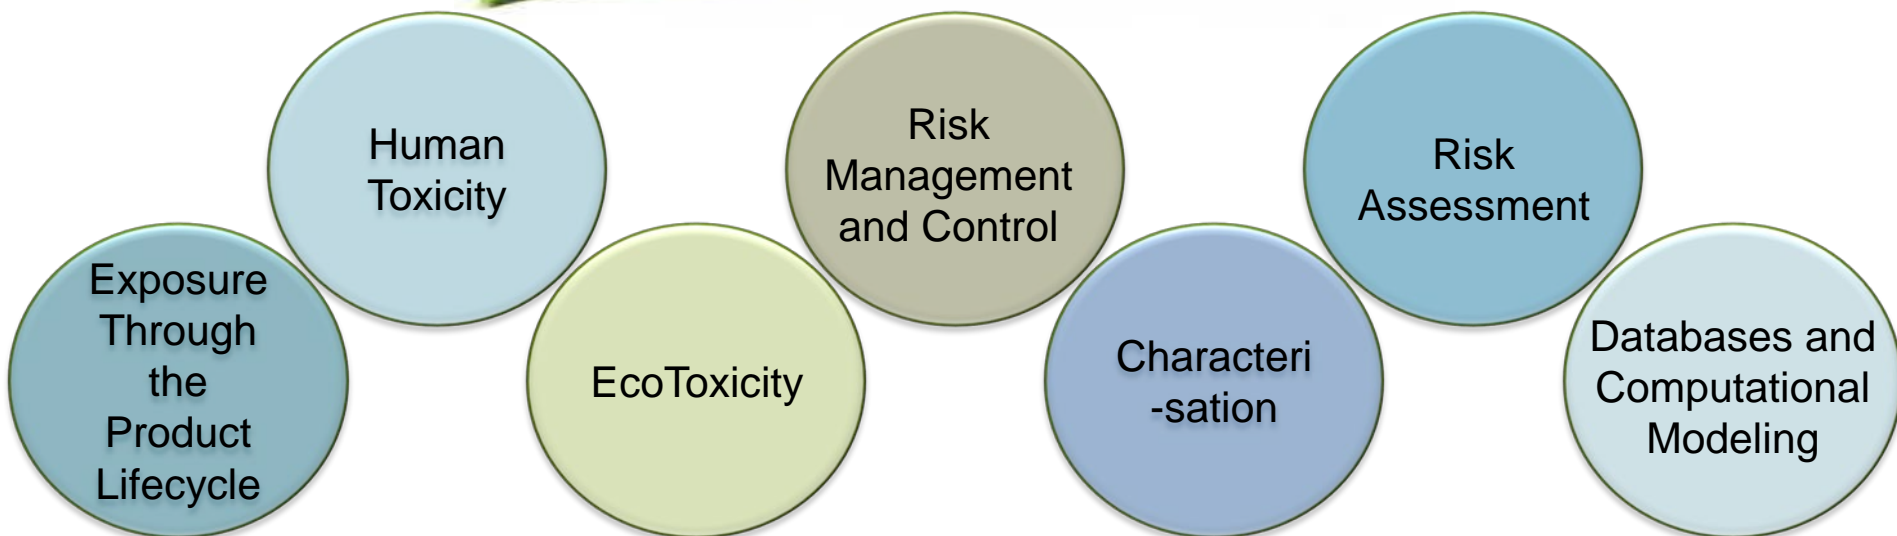 Exposure
Through
the
Product
Lifecycle
Human
Toxicity
EcoToxicity
Risk
Management
and Control
Characteri
-sation
Risk
Assessment
Databases and
Computational
Modeling